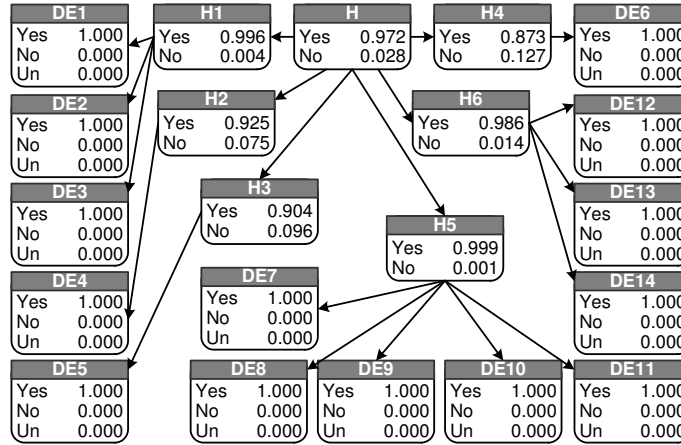 DE1
Yes 1.000
No 0.000
Un 0.000
H1
Yes 0.996
No 0.004
H
Yes 0.972
No 0.028
H4
Yes 0.873
No 0.127
DE6
Yes 1.000
No 0.000
Un 0.000
DE2
Yes 1.000
No 0.000
Un 0.000
H2
Yes 0.925
No 0.075
H6
Yes 0.986
No 0.014
DE12
Yes 1.000
No 0.000
Un 0.000
DE3
Yes 1.000
No 0.000
Un 0.000
H3
Yes 0.904
No 0.096
H5
Yes 0.999
No 0.001
DE13
Yes 1.000
No 0.000
Un 0.000
DE4
Yes 1.000
No 0.000
Un 0.000
DE7
Yes 1.000
No 0.000
Un 0.000
DE14
Yes 1.000
No 0.000
Un 0.000
DE5
Yes 1.000
No 0.000
Un 0.000
DE8
Yes 1.000
No 0.000
Un 0.000
DE9
Yes 1.000
No 0.000
Un 0.000
DE10
Yes 1.000
No 0.000
Un 0.000
DE11
Yes 1.000
No 0.000
Un 0.000